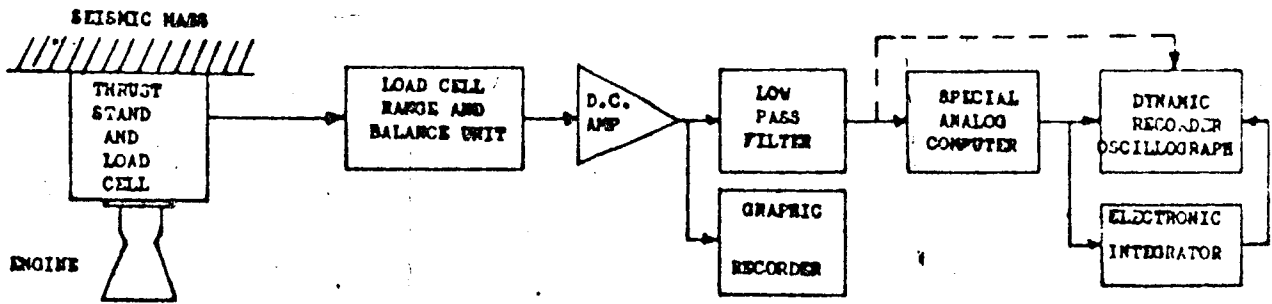 SEISMIC MASS
THRUST
STAND
AND
LOAD
CELL
ENGINE
LOAD CELL
RANGE AND
BALANCE UNIT
D.C.
AMP
LOW
PASS
FILTER
GRAPHIC
RECORDER
SPECIAL
ANALOG
COMPUTER
DYNAMIC
RECORDER
OSCILLOGRAPH
ELECTRONIC
INTEGRATOR